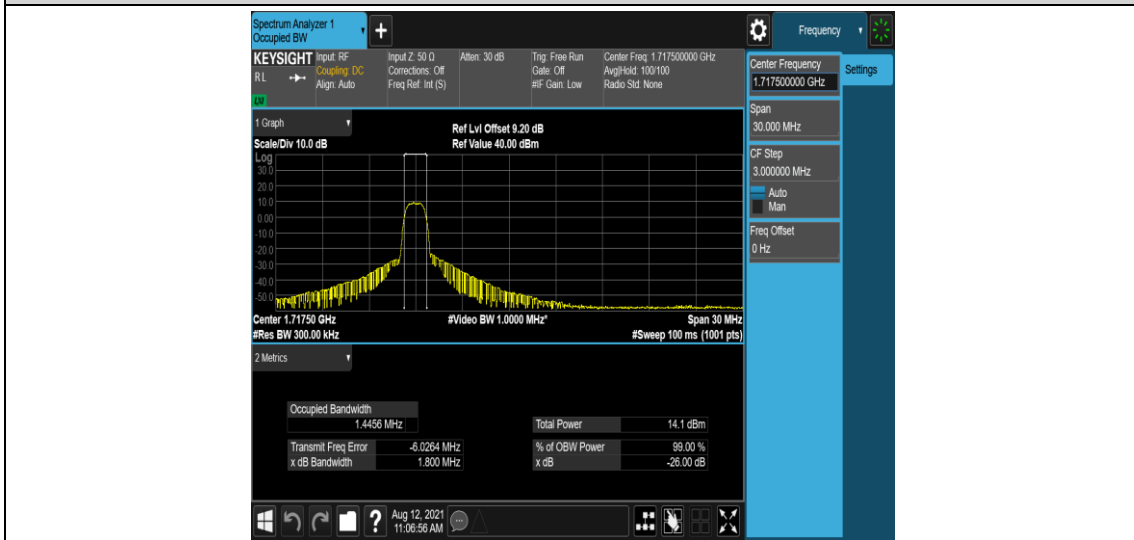 Spectrum Analyzer 1
Occupied BW
+
Frequency
KEYSIGHT
RL
Input: RF
Coupling: DC
Align: Auto
Input Z: 50 Ω
Corrections: Off
Freq Ref: Int (S)
Atten: 30 dB
Trig: Free Run
Gate: Off
#IF Gain: Low
Center Freq: 1.717500000 GHz
Avg|Hold: 100/100
Radio Std: None
Center Frequency
1.717500000 GHz
Settings
Span
30.000 MHz
CF Step
3.000000 MHz
Auto
Man
Freq Offset
0 Hz
1 Graph
Scale/Div 10.0 dB
Ref Lvl Offset 9.20 dB
Ref Value 40.00 dBm
Log
30.0
20.0
10.0
0.00
-10.0
-20.0
-30.0
-40.0
-50.0
Center 1.71750 GHz
#Res BW 300.00 kHz
#Video BW 1.0000 MHz*
Span 30 MHz
#Sweep 100 ms (1001 pts)
2 Metrics
Occupied Bandwidth
1.4456 MHz
Total Power 14.1 dBm
Transmit Freq Error -6.0264 MHz
% of OBW Power 99.00 %
x dB Bandwidth 1.800 MHz
x dB -26.00 dB
?
Aug 12, 2021
11:06:56 AM